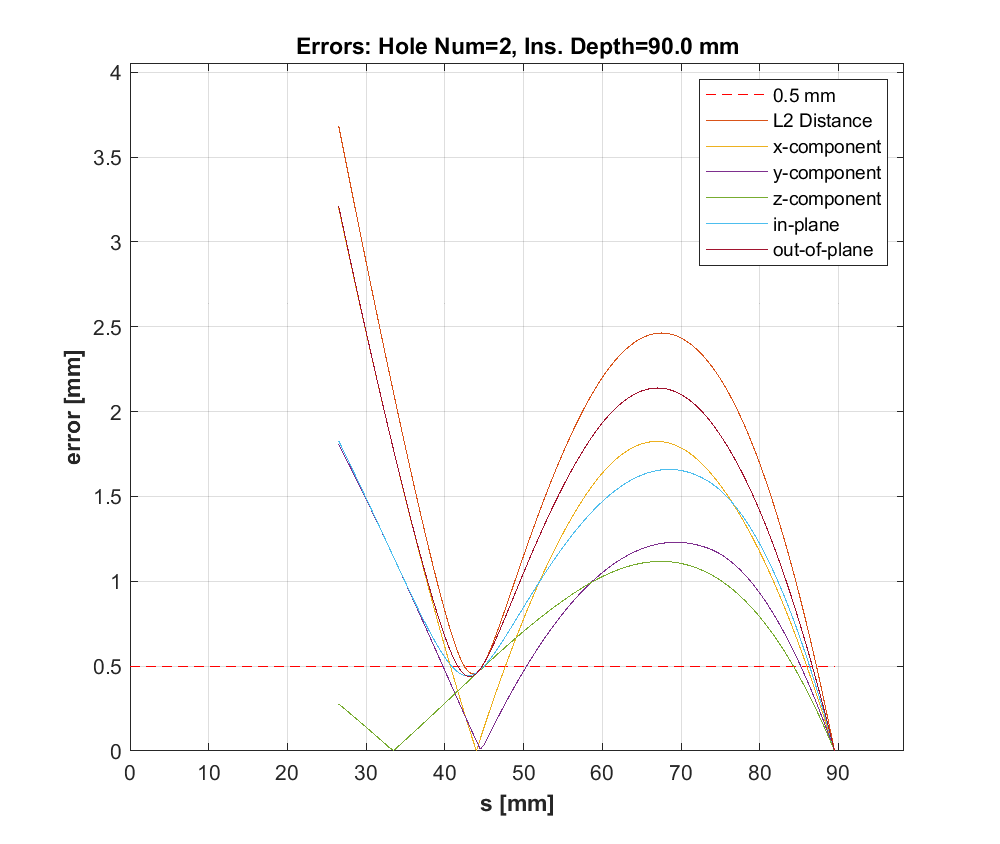 Errors: Hole Num=2, Ins. Depth=90.0 mm
4
3.5
3
2.5
2
1.5
1
0.5
0
error [mm]
0.5 mm
L2 Distance
x-component
y-component
z-component
in-plane
out-of-plane
0 10 20 30 40 50 60 70 80 90
s [mm]